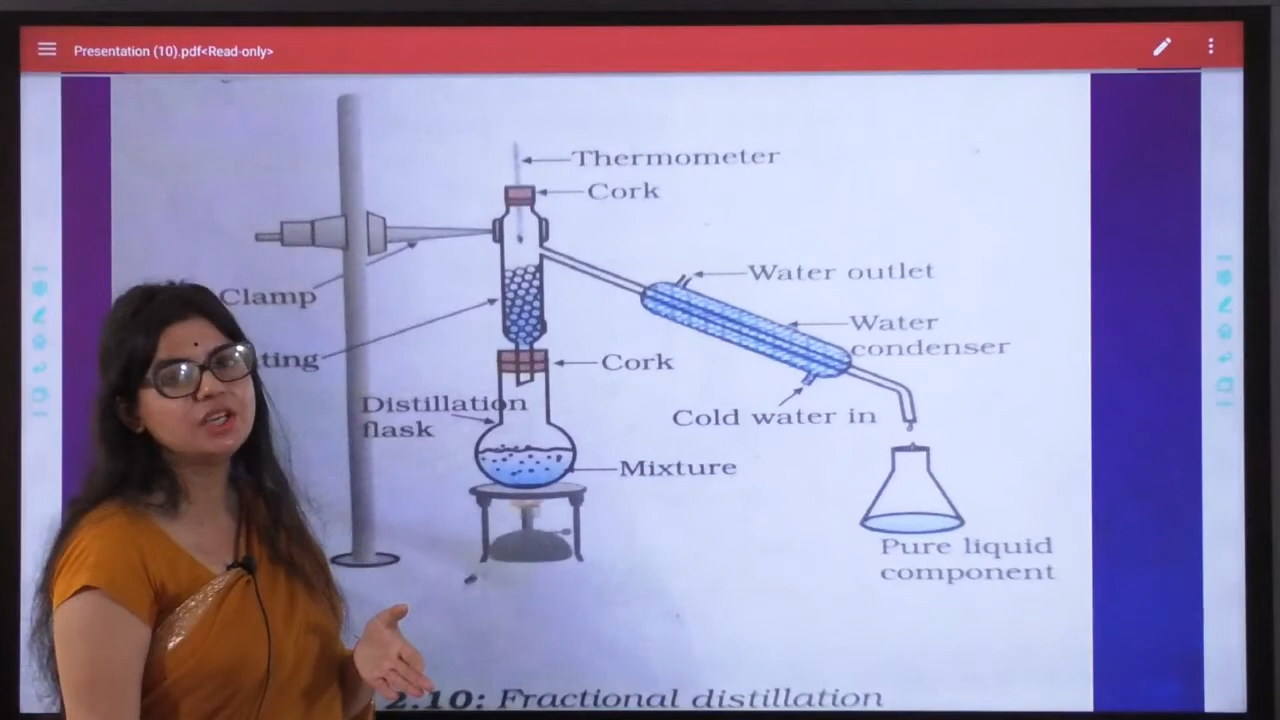 Presentation (10).pdf<Read-only>
Thermometer
Cork
Water outlet
Clamp
Water
condenser
ting
Cork
Distillation
flask
Cold water in
Mixture
Pure liquid
component
2.10: Fractional distillation